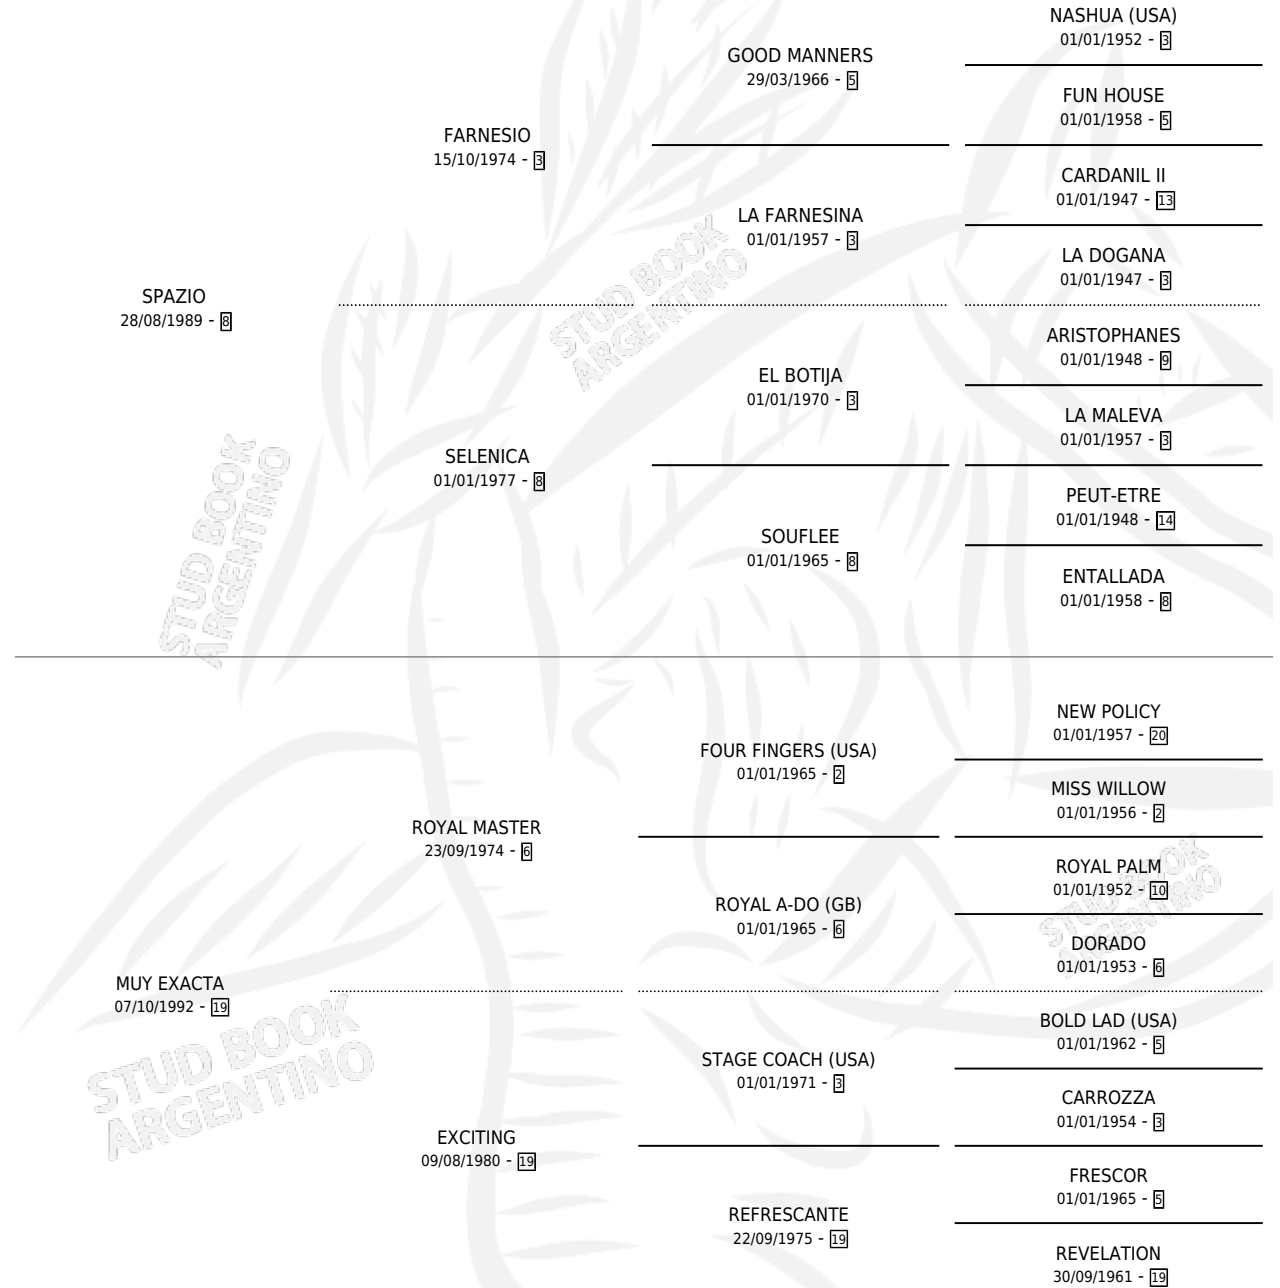 NASHUA (USA)
01/01/1952 - 3
GOOD MANNERS
29/03/1966 - 5
FUN HOUSE
01/01/1958 - 5
FARNESIO
15/10/1974 - 3
CARDANIL II
01/01/1947 - 13
LA FARNESINA
01/01/1957 - 3
LA DOGANA
01/01/1947 - 3
SPAZIO
28/08/1989 - 8
ARISTOPHANES
01/01/1948 - 9
EL BOTIJA
01/01/1970 - 3
LA MALEVA
01/01/1957 - 3
SELENICA
01/01/1977 - 8
PEUT-ETRE
01/01/1948 - 14
SOUFLEE
01/01/1965 - 8
ENTALLADA
01/01/1958 - 8
NEW POLICY
01/01/1957 - 20
FOUR FINGERS (USA)
01/01/1965 - 2
MISS WILLOW
01/01/1956 - 2
ROYAL MASTER
23/09/1974 - 6
ROYAL PALM
01/01/1952 - 10
ROYAL A-DO (GB)
01/01/1965 - 6
DORADO
01/01/1953 - 6
MUY EXACTA
07/10/1992 - 19
BOLD LAD (USA)
01/01/1962 - 5
STAGE COACH (USA)
01/01/1971 - 3
CARROZZA
01/01/1954 - 3
EXCITING
09/08/1980 - 19
FRESCOR
01/01/1965 - 5
REFRESCANTE
22/09/1975 - 19
REVELATION
30/09/1961 - 19
STUD BOOK
ARGENTINO
STUD BOOK
ARGENTINO
STUD BOOK
ARGENTINO
STUD BOOK
ARGENTINO